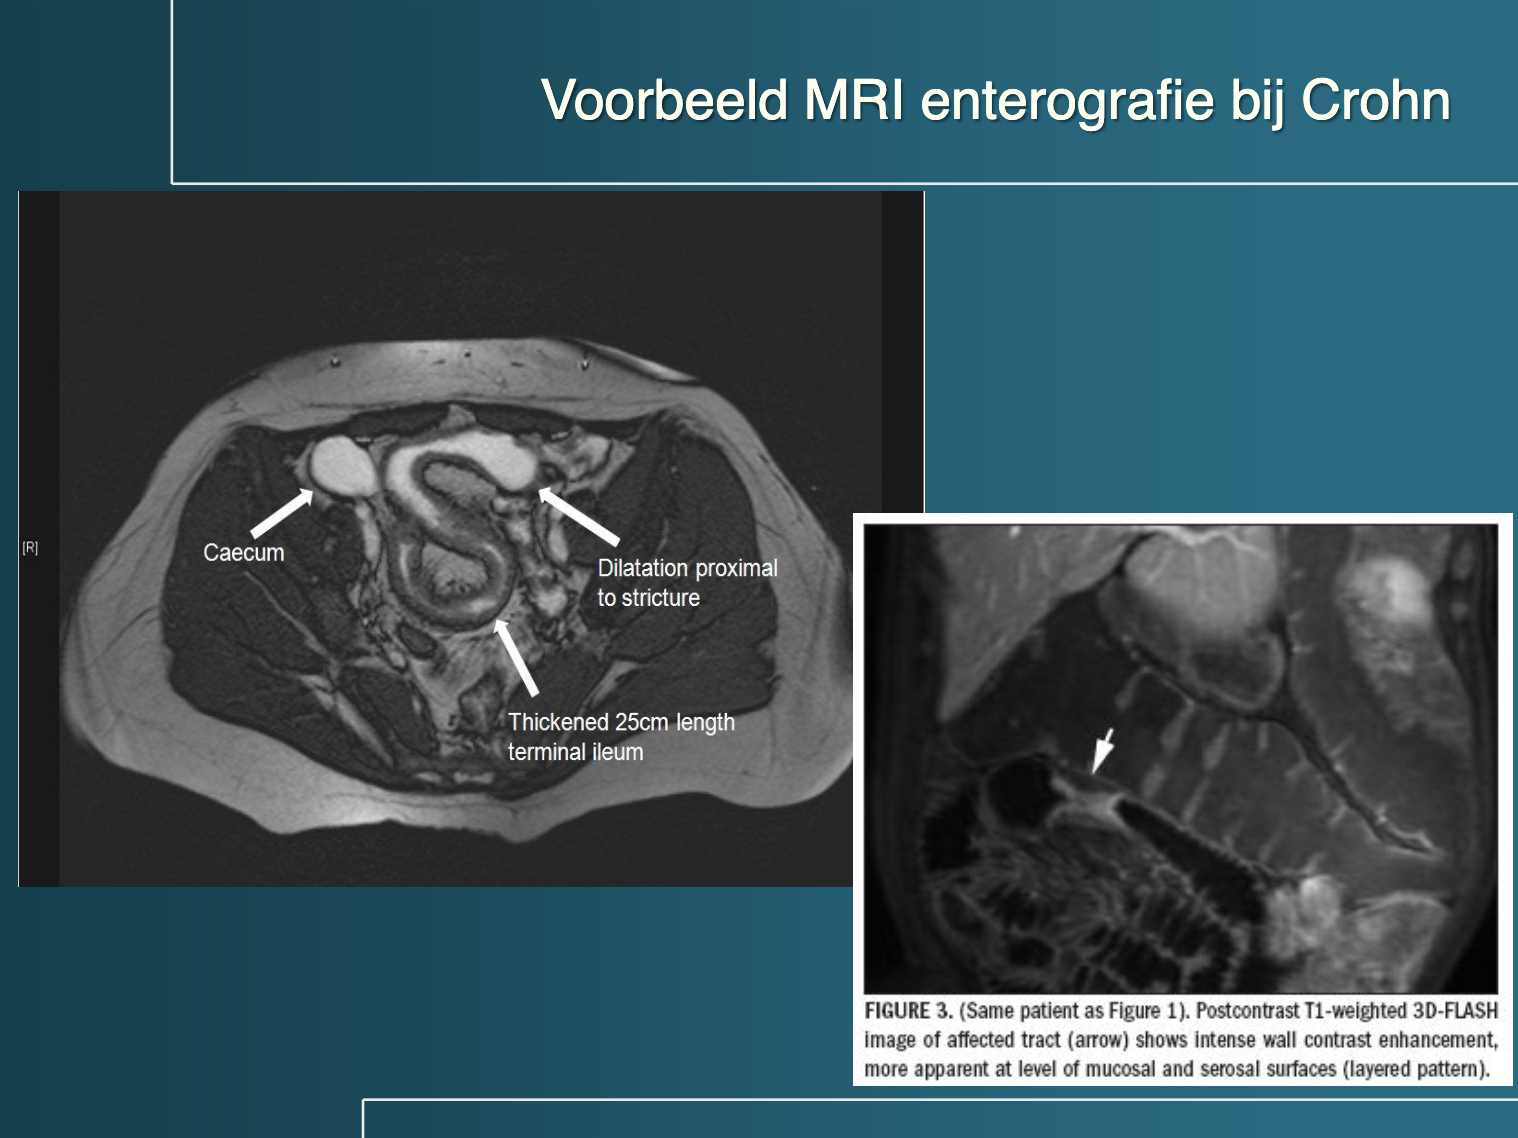 Voorbeeld MRI enterografie bij Crohn
[R]
Caecum
Dilatation proximal
to stricture
Thickened 25cm length
terminal ileum
FIGURE 3. (Same patient as Figure 1). Postcontrast T1-weighted 3D-FLASH
image of affected tract (arrow) shows intense wall contrast enhancement,
more apparent at level of mucosal and serosal surfaces (layered pattern).